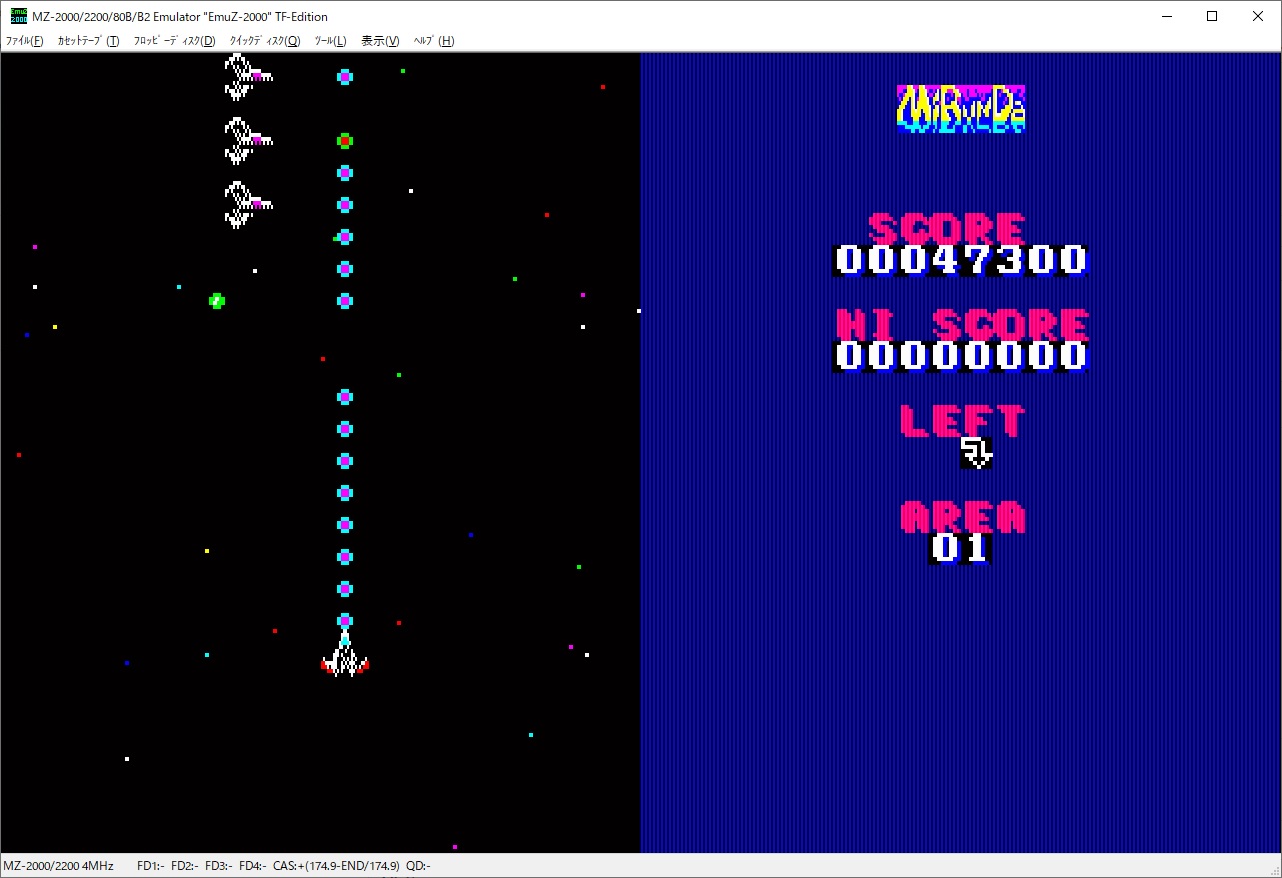 MZ-2000/2200/80B/B2 Emulator "EmuZ-2000" TF-Edition
ﾌｧｲﾙ(F) ｶｾｯﾄﾃｰﾌﾟ(T) ﾌﾛｯﾋﾟｰﾃﾞｨｽｸ(D) ｸｲｯｸﾃﾞｨｽｸ(Q) ﾂｰﾙ(L) 表示(V) ﾍﾙﾌﾟ(H)
SCORE
00047300
HI SCORE
00000000
LEFT
AREA
01
MZ-2000/2200 4MHz FD1:- FD2:- FD3:- FD4:- CAS:+(174.9-END/174.9) QD:-